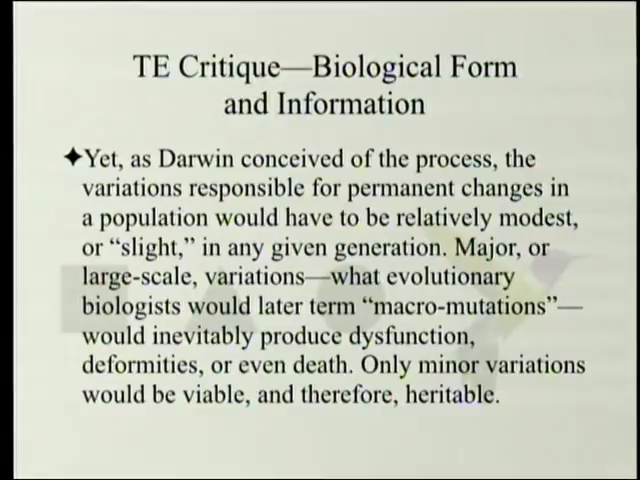 TE Critique—Biological Form
and Information
✦Yet, as Darwin conceived of the process, the
variations responsible for permanent changes in
a population would have to be relatively modest,
or “slight,” in any given generation. Major, or
large-scale, variations—what evolutionary
biologists would later term “macro-mutations”—
would inevitably produce dysfunction,
deformities, or even death. Only minor variations
would be viable, and therefore, heritable.